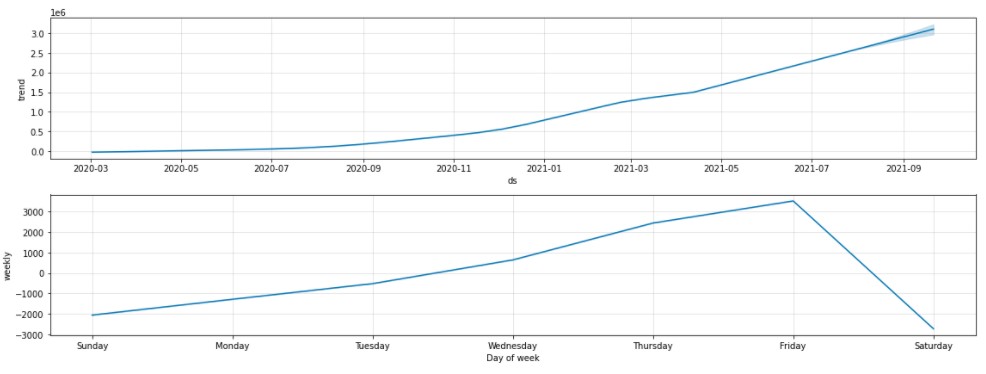 1e6
3.0
2.5
2.0
1.5
1.0
0.5
0.0
trend
2020-03 2020-05 2020-07 2020-09 2020-11 2021-01 2021-03 2021-05 2021-07 2021-09
ds
3000
2000
1000
0
−1000
−2000
−3000
weekly
Sunday Monday Tuesday Wednesday Thursday Friday Saturday
Day of week